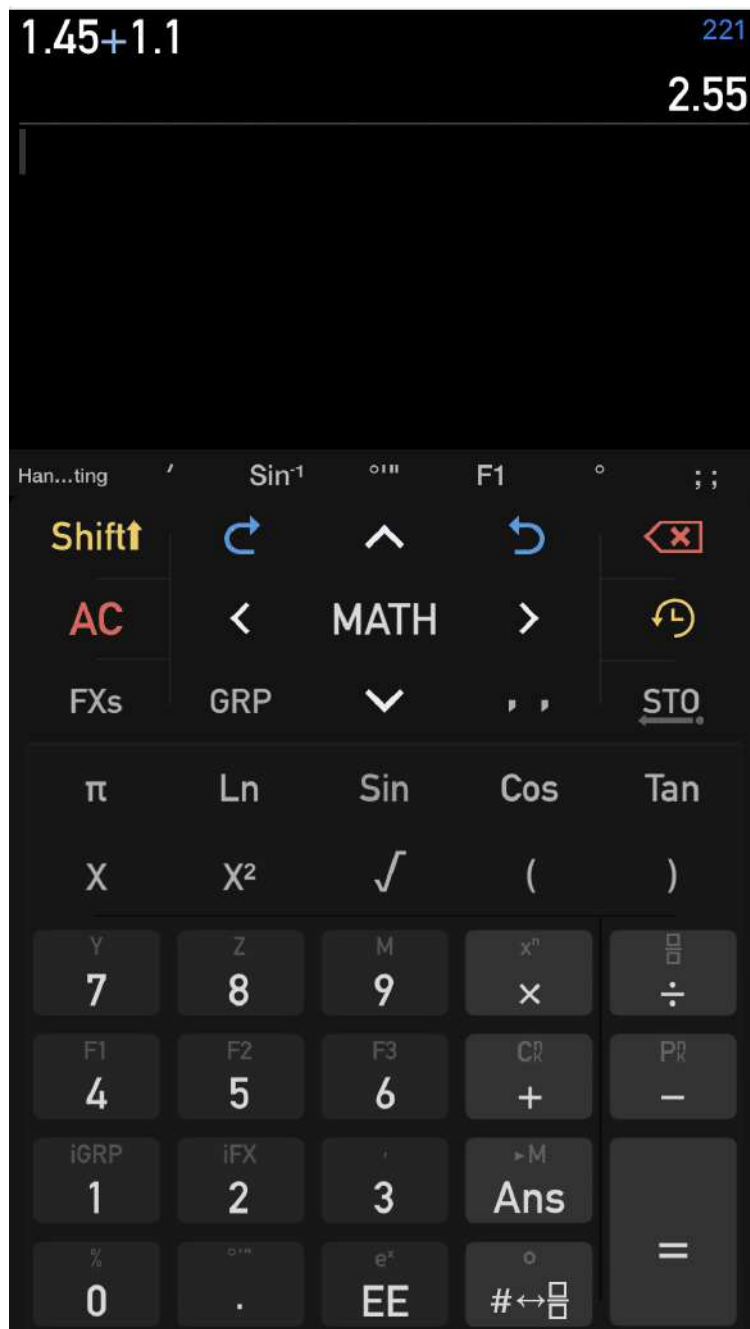 1.45+1.1
221
2.55
Han...ting ′ Sin-1 °'" F1 ° ; ;
Shift
AC MATH
FXs GRP , , STO
π Ln Sin Cos Tan
X X² √ ( )
Y Z M xⁿ
7 8 9 × ÷
F1 F2 F3 CnK PnK
4 5 6 + −
iGRP iFX , ▸M
1 2 3 Ans =
% °'" eˣ
0 . EE #↔